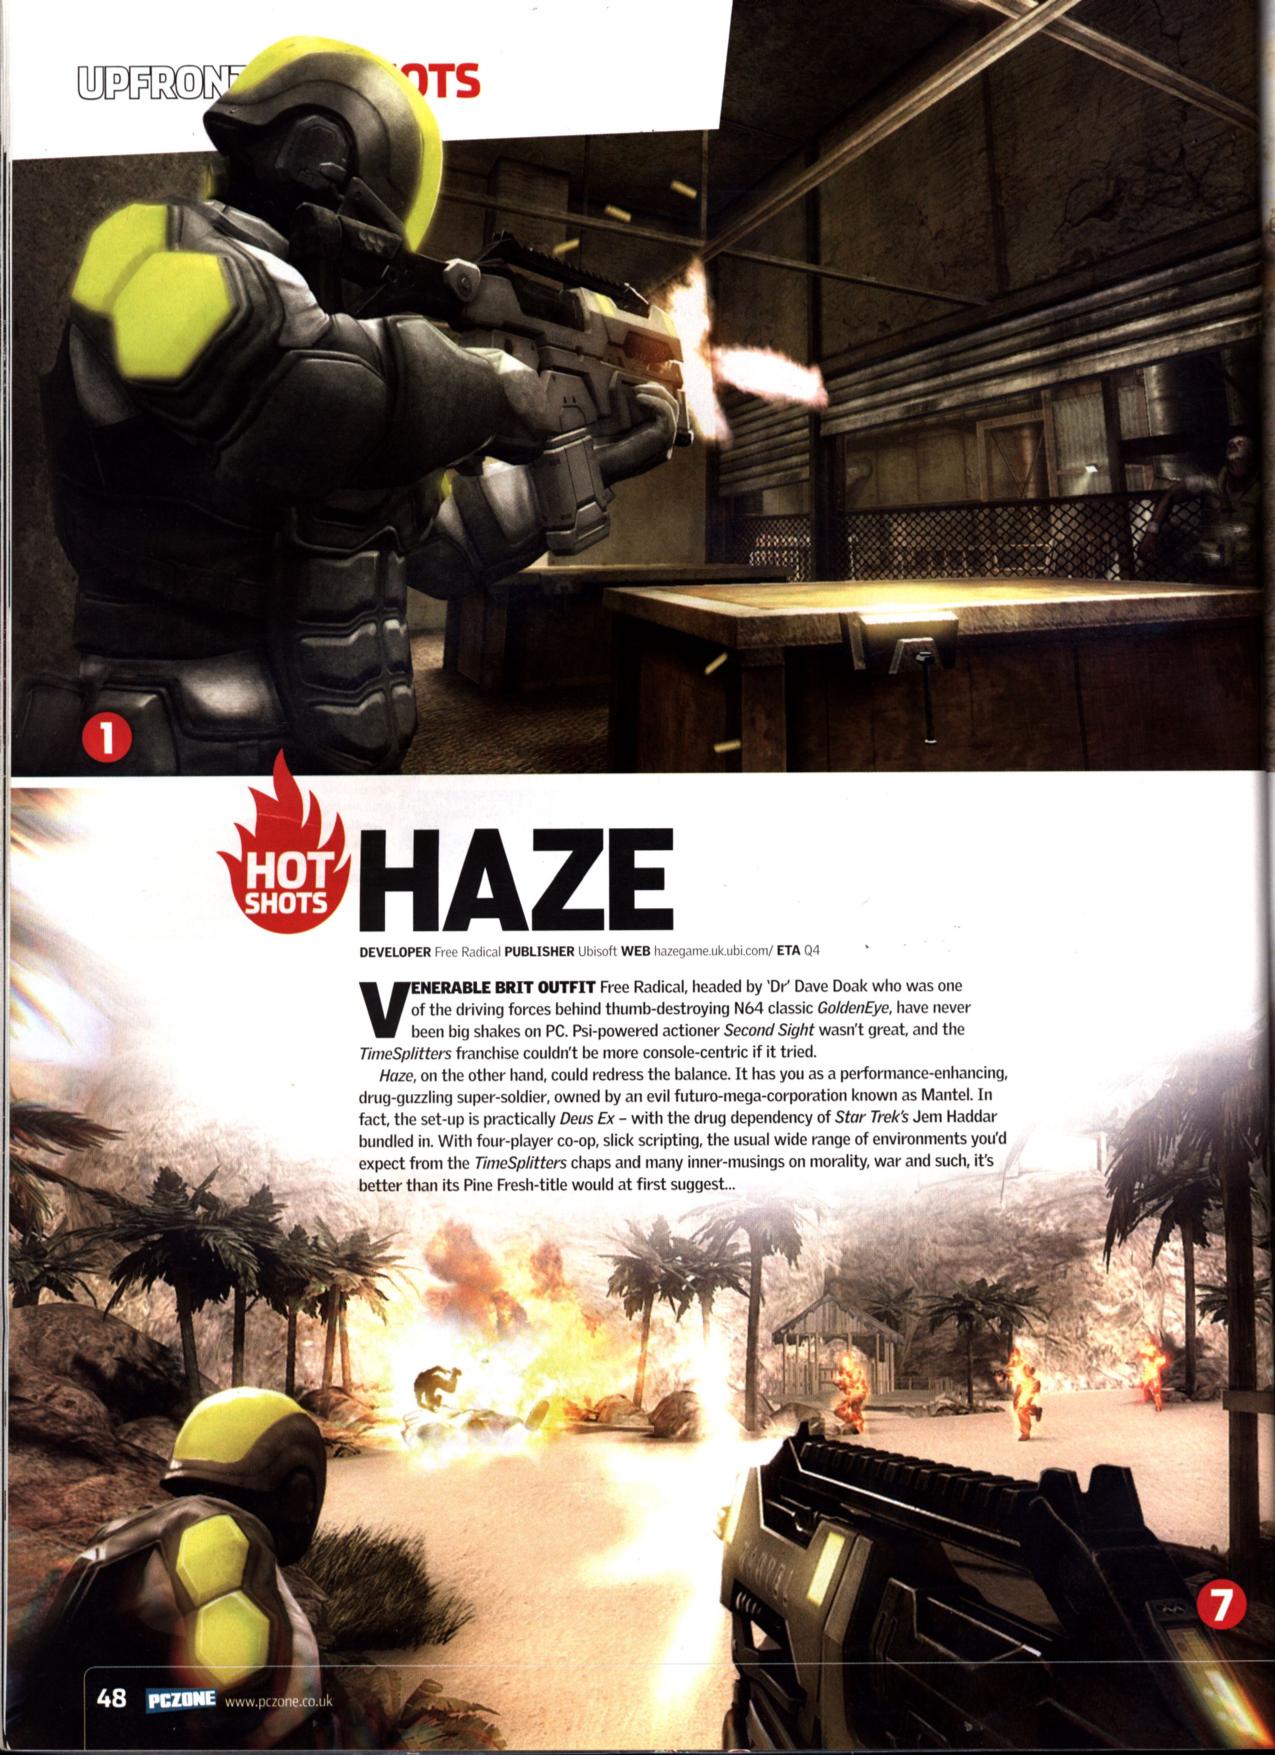 UPFRONT HOTSHOTS
1
HOT
SHOTS
HAZE
DEVELOPER Free Radical PUBLISHER Ubisoft WEB hazegame.uk.ubi.com/ ETA Q4
VENERABLE BRIT OUTFIT Free Radical, headed by 'Dr' Dave Doak who was one
of the driving forces behind thumb-destroying N64 classic GoldenEye, have never
been big shakes on PC. Psi-powered actioner Second Sight wasn't great, and the
TimeSplitters franchise couldn't be more console-centric if it tried.
Haze, on the other hand, could redress the balance. It has you as a performance-enhancing,
drug-guzzling super-soldier, owned by an evil futuro-mega-corporation known as Mantel. In
fact, the set-up is practically Deus Ex – with the drug dependency of Star Trek's Jem Haddar
bundled in. With four-player co-op, slick scripting, the usual wide range of environments you'd
expect from the TimeSplitters chaps and many inner-musings on morality, war and such, it's
better than its Pine Fresh-title would at first suggest...
7
48 PCZONE www.pczone.co.uk